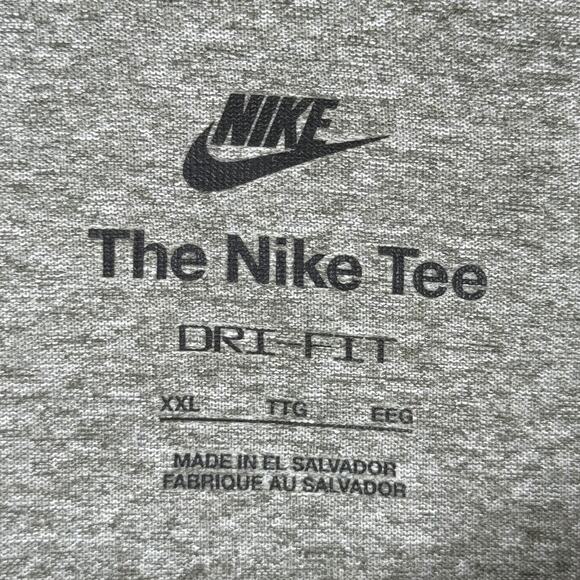 NIKE
The Nike Tee
DRI-FIT
XXL TTG EEG
MADE IN EL SALVADOR
FABRIQUE AU SALVADOR